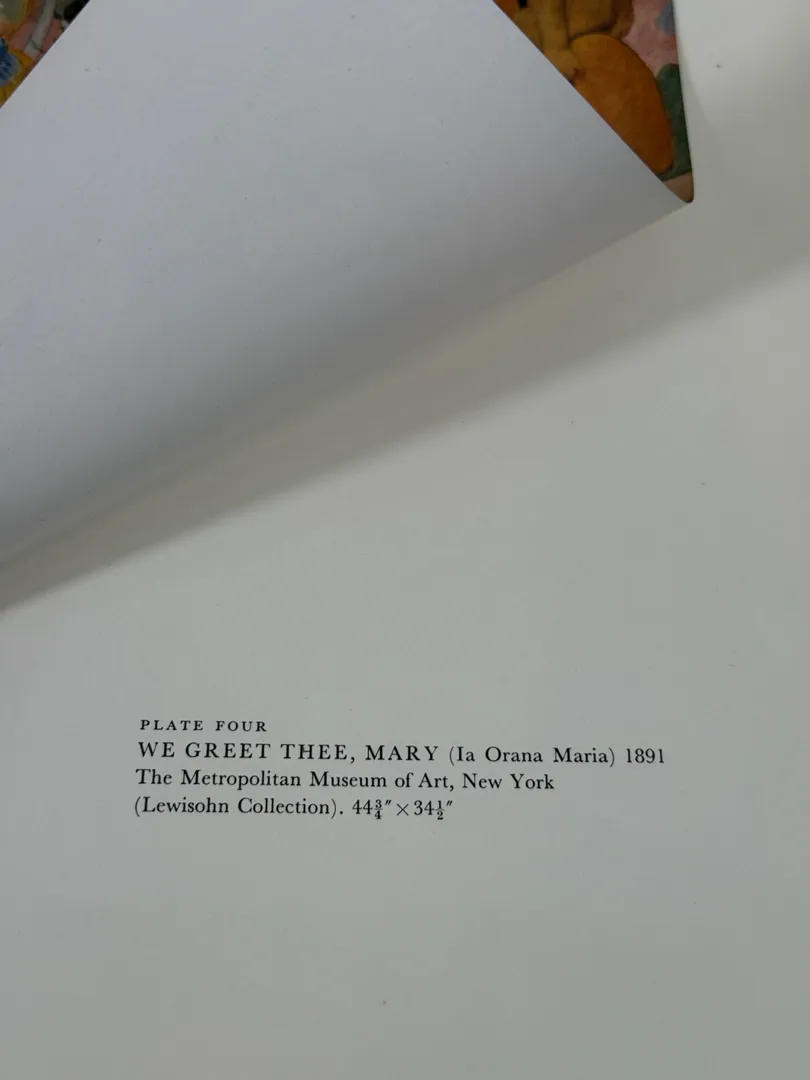 PLATE FOUR
WE GREET THEE, MARY (Ia Orana Maria) 1891
The Metropolitan Museum of Art, New York
(Lewisohn Collection). 44¾″×34½″